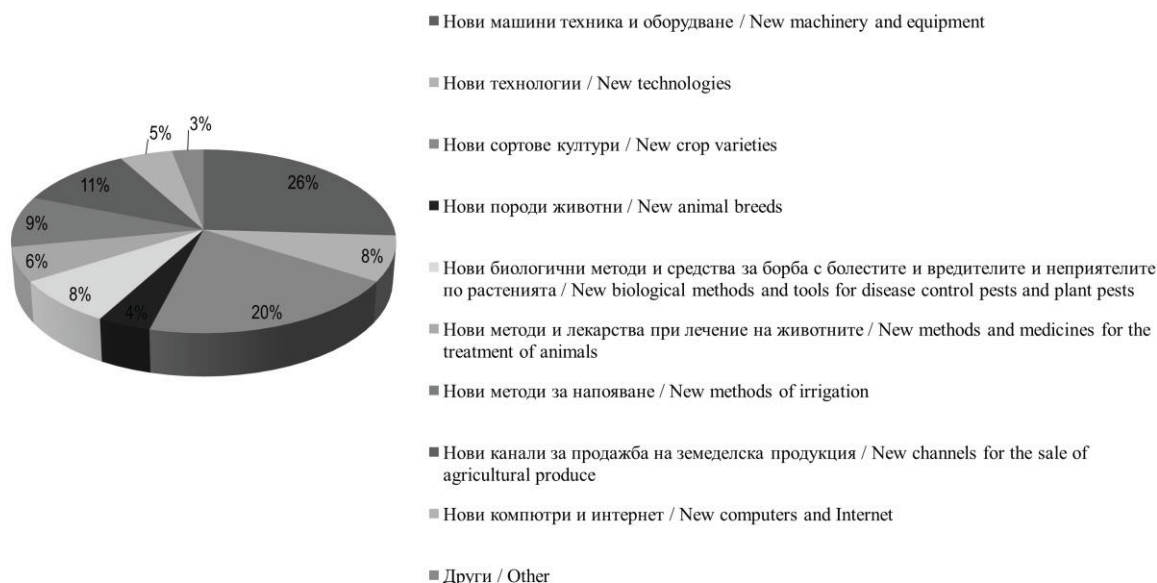 Нови машини техника и оборудване / New machinery and equipment
Нови технологии / New technologies
Нови сортове култури / New crop varieties
Нови породи животни / New animal breeds
Нови биологични методи и средства за борба с болестите и вредителите и неприятелите
по растенията / New biological methods and tools for disease control pests and plant pests
Нови методи и лекарства при лечение на животните / New methods and medicines for the
treatment of animals
Нови методи за напояване / New methods of irrigation
Нови канали за продажба на земеделска продукция / New channels for the sale of
agricultural produce
Нови компютри и интернет / New computers and Internet
Други / Other
26%
8%
20%
4%
8%
6%
9%
11%
5%
3%